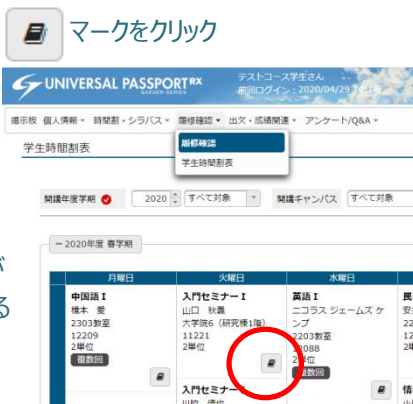 マークをクリック
UNIVERSAL PASSPORT RX
GAKUEN SERIES
テストコース学生さん
前回ログイン：2020/04/29
掲示板 個人情報 時間割・シラバス 履修確認 出欠・成績関連 アンケート/Q&A
学生時間割表
履修確認
学生時間割表
開講年度学期 2020 すべて対象 開講キャンパス すべて対象
2020年度 春学期
が
る
月曜日 火曜日 水曜日
中国語 I
橋本 愛
2303教室
12209
2単位
複数回
入門セミナー I
山口 秋義
大学院6（研究棟1階）
11221
2単位
入門セミナー
英語 I
ニコラス ジェームズ ケ
ンプ
2203教室
12088
2単位
複数回